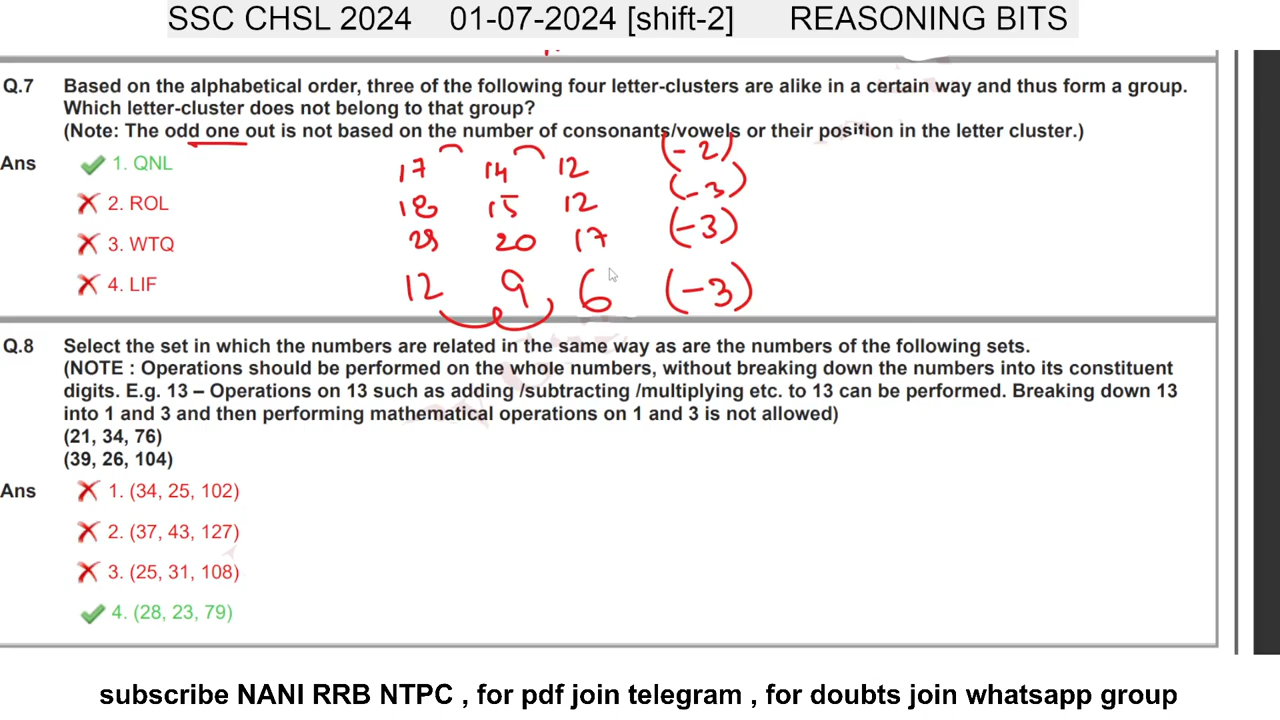 SSC CHSL 2024 01-07-2024 [shift-2] REASONING BITS
Q.7 Based on the alphabetical order, three of the following four letter-clusters are alike in a certain way and thus form a group.
Which letter-cluster does not belong to that group?
(Note: The odd one out is not based on the number of consonants/vowels or their position in the letter cluster.)
Ans 1. QNL 17 14 12 (-2)
2. ROL 18 15 12 (-3)
3. WTQ 23 20 17 (-3)
4. LIF 12 9 6 (-3)
Q.8 Select the set in which the numbers are related in the same way as are the numbers of the following sets.
(NOTE : Operations should be performed on the whole numbers, without breaking down the numbers into its constituent
digits. E.g. 13 – Operations on 13 such as adding /subtracting /multiplying etc. to 13 can be performed. Breaking down 13
into 1 and 3 and then performing mathematical operations on 1 and 3 is not allowed)
(21, 34, 76)
(39, 26, 104)
Ans 1. (34, 25, 102)
2. (37, 43, 127)
3. (25, 31, 108)
4. (28, 23, 79)
subscribe NANI RRB NTPC , for pdf join telegram , for doubts join whatsapp group